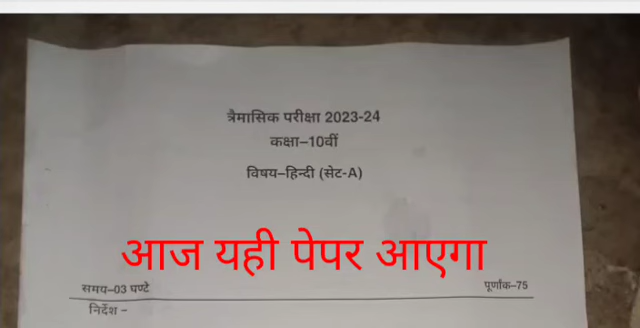 त्रैमासिक परीक्षा 2023-24
कक्षा–10वीं
विषय–हिन्दी (सेट-A)
आज यही पेपर आएगा
समय–03 घण्टे पूर्णांक–75
निर्देश –